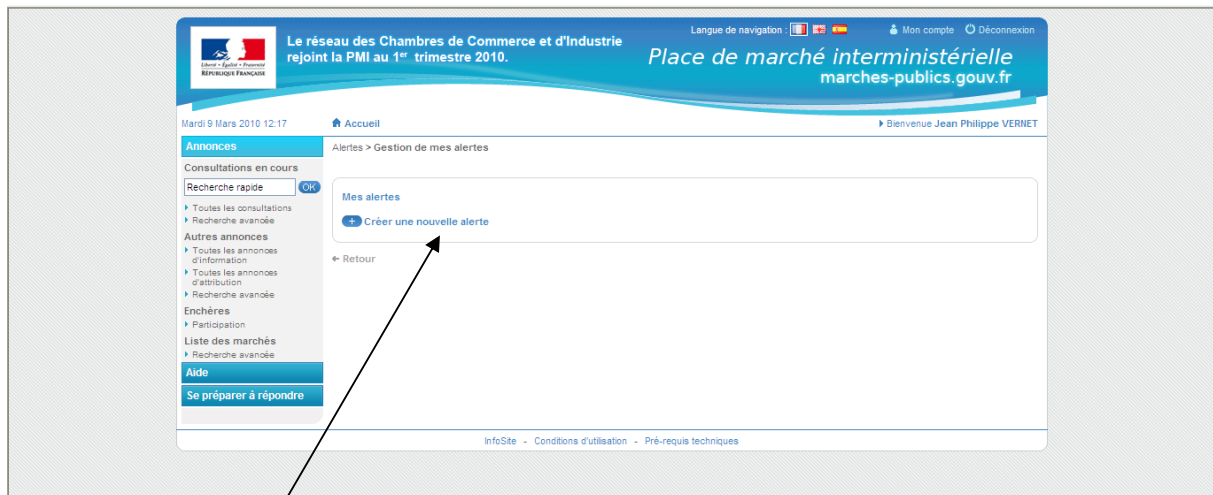 Langue de navigation :
Mon compte
Déconnexion
Le réseau des Chambres de Commerce et d'Industrie
rejoint la PMI au 1er trimestre 2010.
Place de marché interministérielle
marches-publics.gouv.fr
Liberté • Égalité • Fraternité
RÉPUBLIQUE FRANÇAISE
Mardi 9 Mars 2010 12:17
Accueil
Bienvenue Jean Philippe VERNET
Annonces
Consultations en cours
Recherche rapide
OK
Toutes les consultations
Recherche avancée
Autres annonces
Toutes les annonces
d'information
Toutes les annonces
d'attribution
Recherche avancée
Enchères
Participation
Liste des marchés
Recherche avancée
Aide
Se préparer à répondre
Alertes > Gestion de mes alertes
Mes alertes
+ Créer une nouvelle alerte
Retour
InfoSite - Conditions d'utilisation - Pré-requis techniques